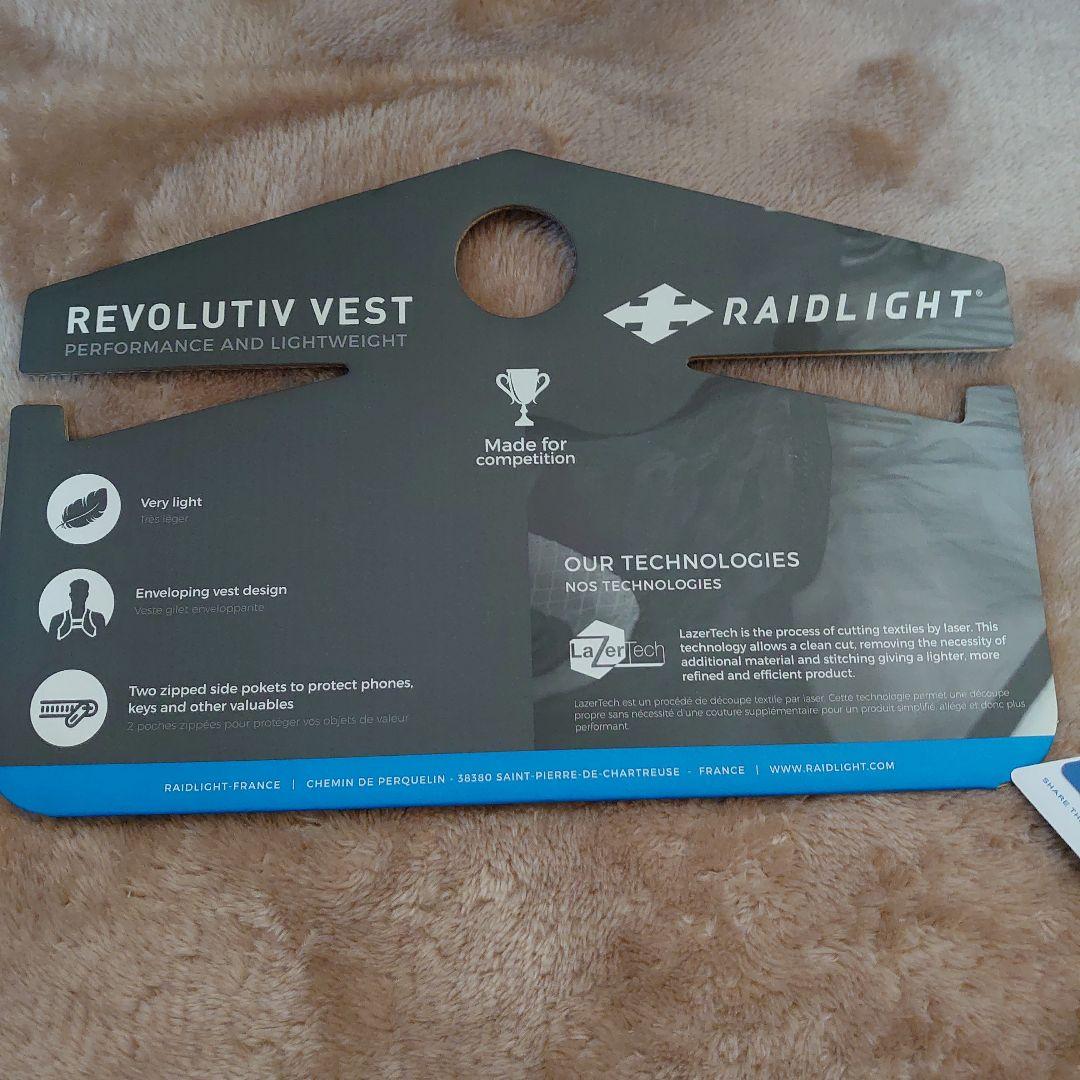 REVOLUTIV VEST
PERFORMANCE AND LIGHTWEIGHT
RAIDLIGHT®
Made for
competition
Very light
Très léger
Enveloping vest design
Veste gilet enveloppante
Two zipped side pokets to protect phones,
keys and other valuables
2 poches zippées pour protéger vos objets de valeur
OUR TECHNOLOGIES
NOS TECHNOLOGIES
LaZerTech
LazerTech is the process of cutting textiles by laser. This
technology allows a clean cut, removing the necessity of
additional material and stitching giving a lighter, more
refined and efficient product.
LazerTech est un procédé de découpe textile par laser. Cette technologie permet une découpe
propre sans nécessité d'une couture supplémentaire pour un produit simplifié, allégé et donc plus
performant.
RAIDLIGHT-FRANCE | CHEMIN DE PERQUELIN - 38380 SAINT-PIERRE-DE-CHARTREUSE - FRANCE | WWW.RAIDLIGHT.COM
SHARE